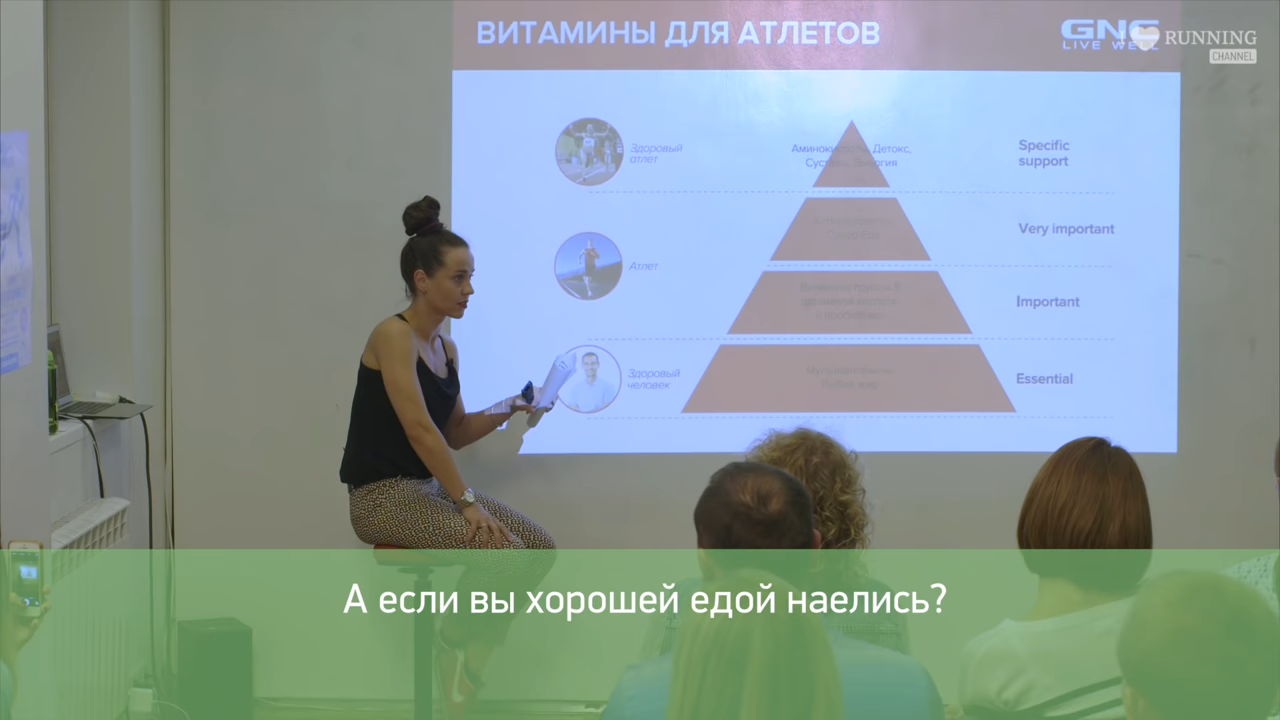 ВИТАМИНЫ ДЛЯ АТЛЕТОВ
GNC
LIVE WELL
I RUNNING
CHANNEL
Здоровый
атлет
Детокс,
Specific
support
Very important
Атлет
Important
Здоровый
человек
Essential
А если вы хорошей едой наелись?